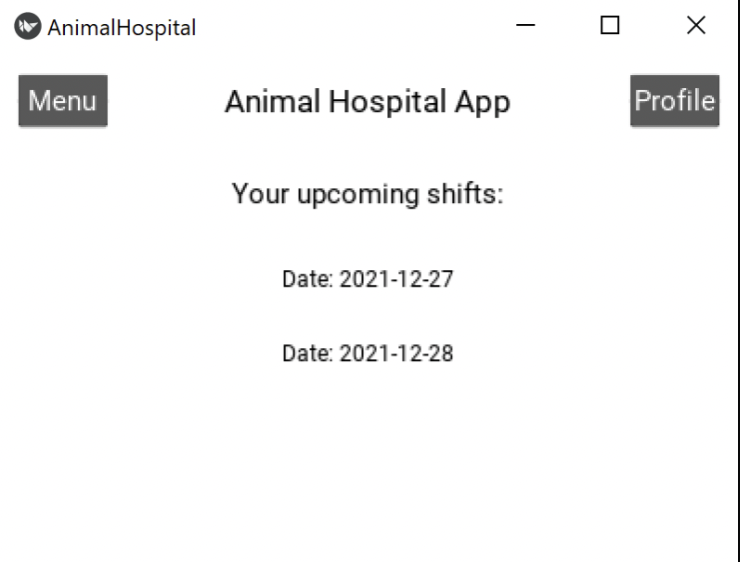 AnimalHospital
Menu Animal Hospital App Profile
Your upcoming shifts:
Date: 2021-12-27
Date: 2021-12-28